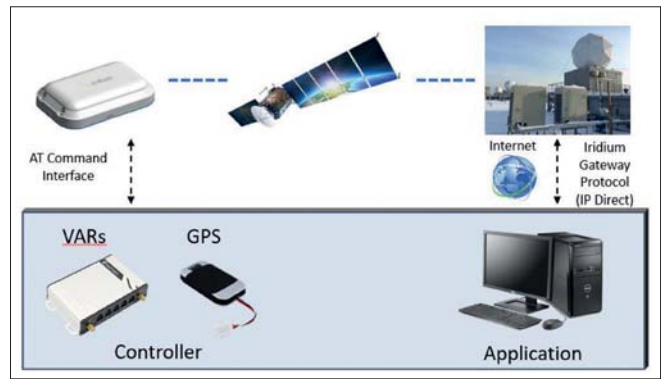 AT Command
Interface
Internet
Iridium
Gateway
Protocol
(IP Direct)
VARs
GPS
Controller
Application